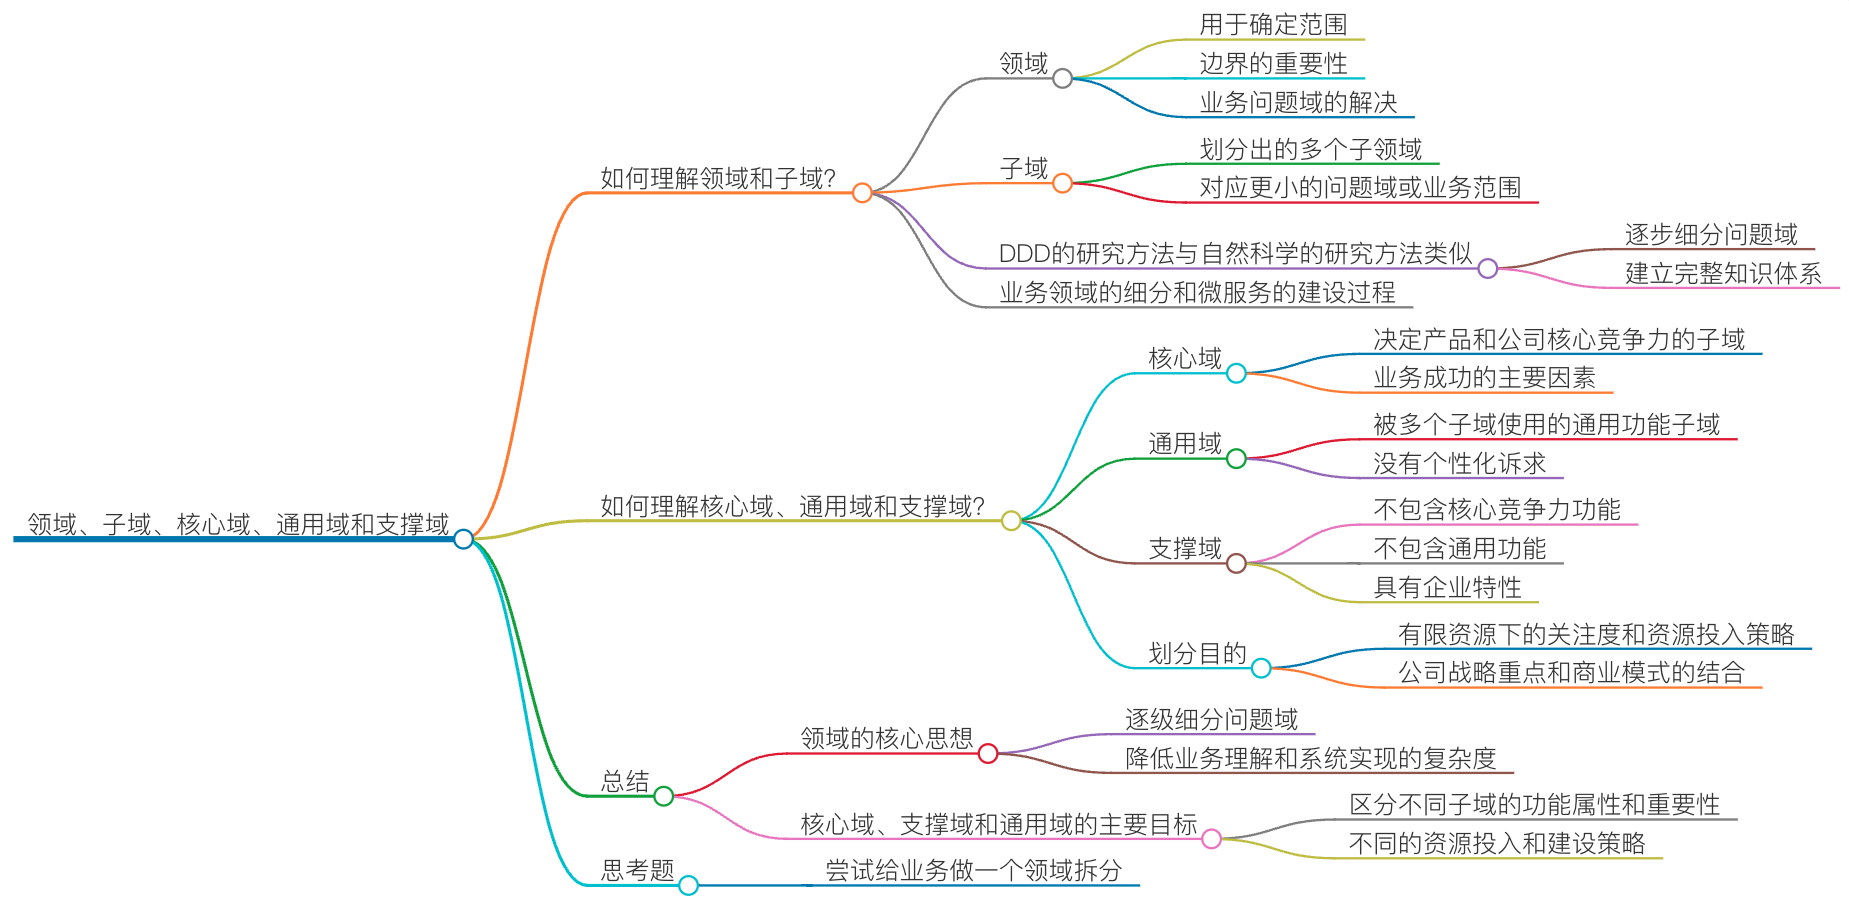 领域、子域、核心域、通用域和支撑域
如何理解领域和子域?
领域
用于确定范围
边界的重要性
业务问题域的解决
子域
划分出的多个子领域
对应更小的问题域或业务范围
DDD的研究方法与自然科学的研究方法类似
逐步细分问题域
建立完整知识体系
业务领域的细分和微服务的建设过程
如何理解核心域、通用域和支撑域?
核心域
决定产品和公司核心竞争力的子域
业务成功的主要因素
通用域
被多个子域使用的通用功能子域
没有个性化诉求
支撑域
不包含核心竞争力功能
不包含通用功能
具有企业特性
划分目的
有限资源下的关注度和资源投入策略
公司战略重点和商业模式的结合
总结
领域的核心思想
逐级细分问题域
降低业务理解和系统实现的复杂度
核心域、支撑域和通用域的主要目标
区分不同子域的功能属性和重要性
不同的资源投入和建设策略
思考题
尝试给业务做一个领域拆分